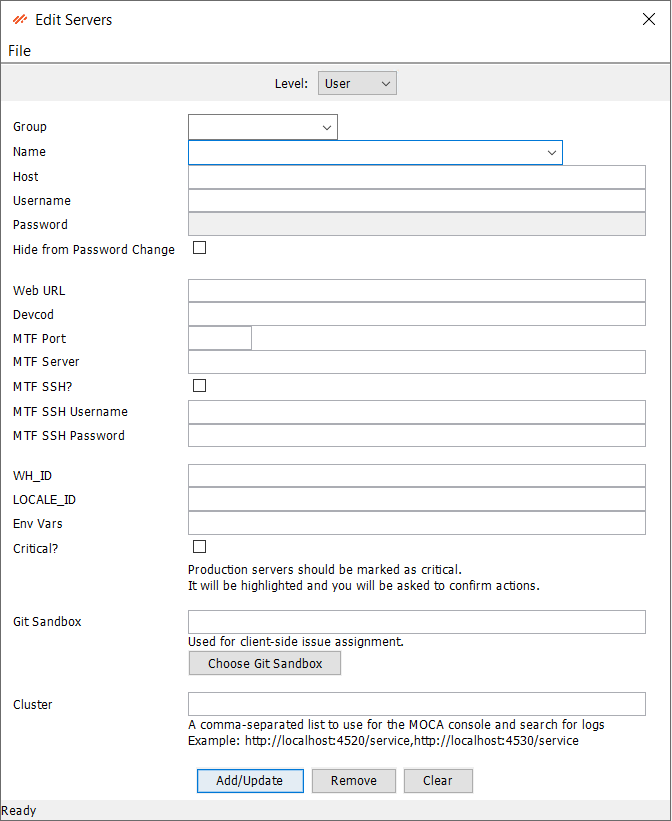 Edit Servers
File
Level: User
Group
Name
Host
Username
Password
Hide from Password Change
Web URL
Devcod
MTF Port
MTF Server
MTF SSH?
MTF SSH Username
MTF SSH Password
WH_ID
LOCALE_ID
Env Vars
Critical?
Production servers should be marked as critical.
It will be highlighted and you will be asked to confirm actions.
Git Sandbox
Used for client-side issue assignment.
Choose Git Sandbox
Cluster
A comma-separated list to use for the MOCA console and search for logs
Example: http://localhost:4520/service,http://localhost:4530/service
Add/Update Remove Clear
Ready